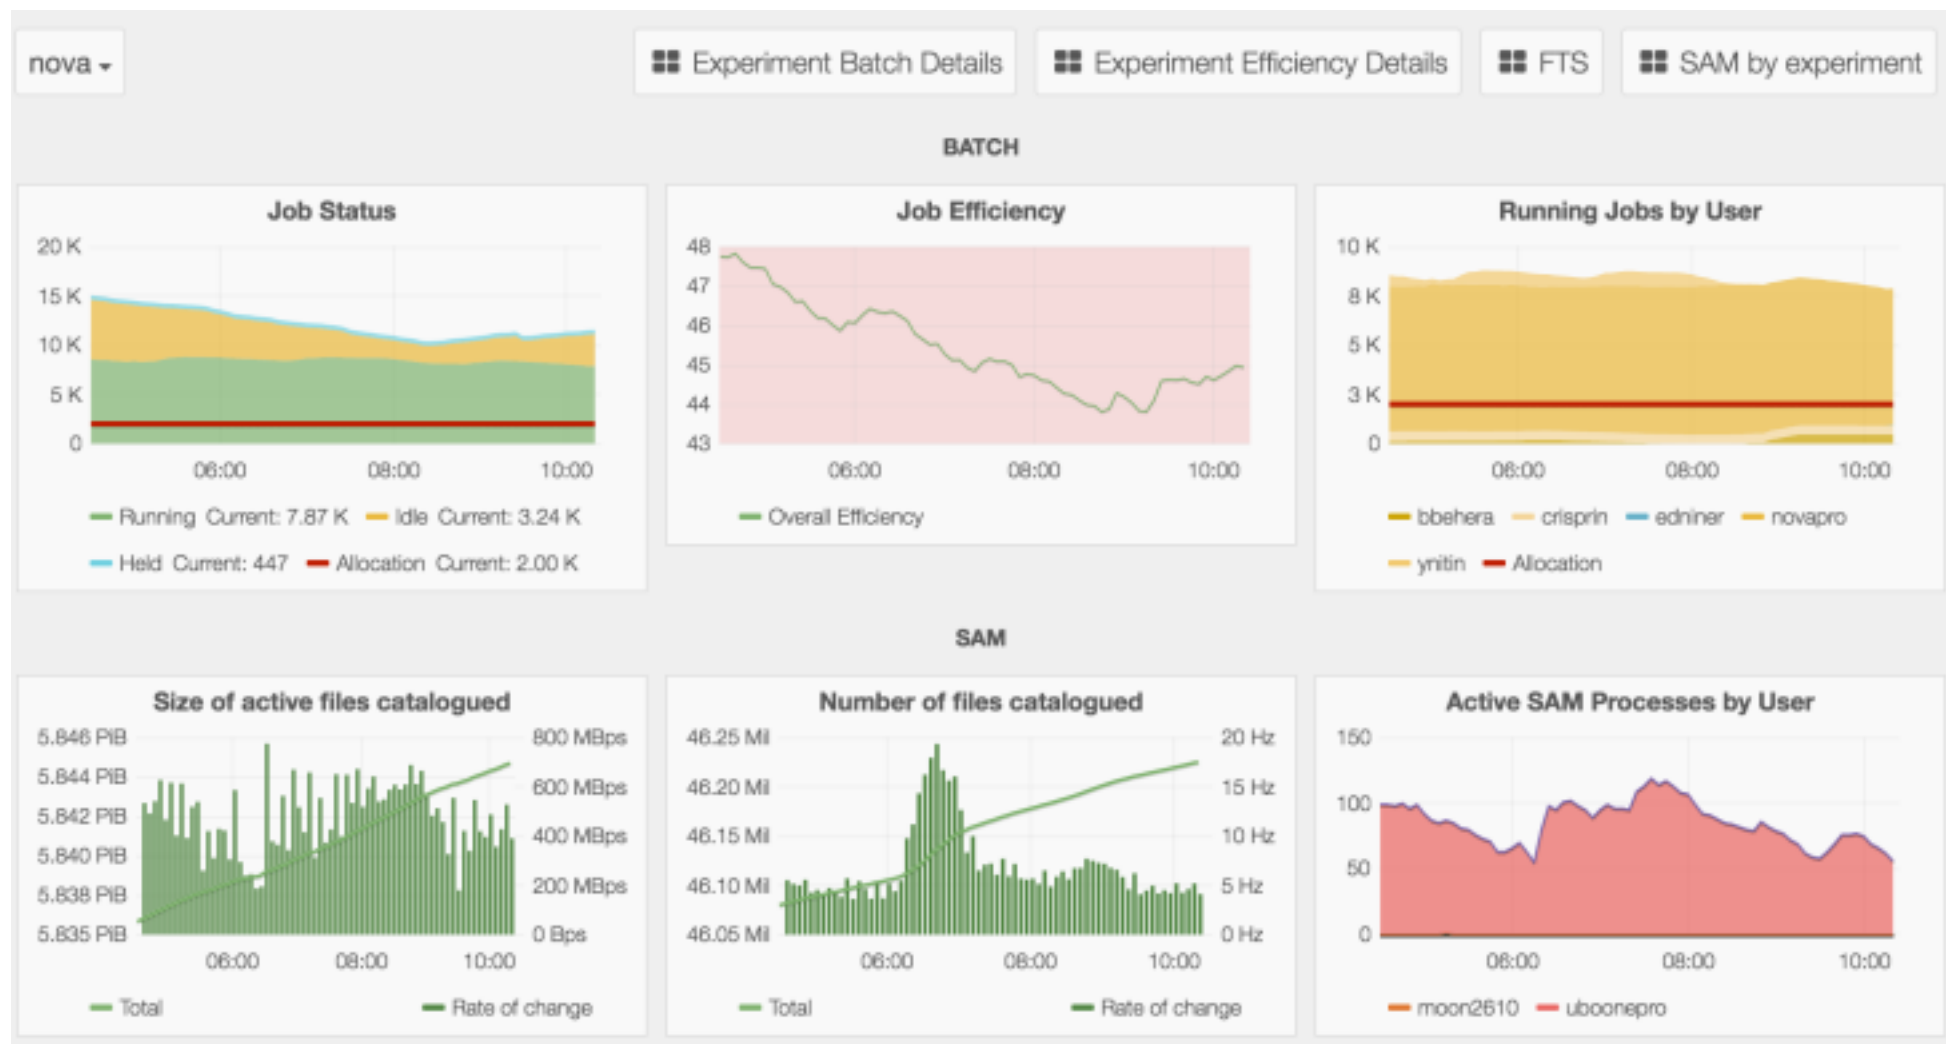 nova
Experiment Batch Details
Experiment Efficiency Details
FTS
SAM by experiment
BATCH
Job Status
20 K
15 K
10 K
5 K
0
06:00 08:00 10:00
Running Current: 7.87 K Idle Current: 3.24 K
Held Current: 447 Allocation Current: 2.00 K
Job Efficiency
48
47
46
45
44
43
06:00 08:00 10:00
Overall Efficiency
Running Jobs by User
10 K
8 K
5 K
3 K
0
06:00 08:00 10:00
bbehera crisprin edniner novapro
ynitin Allocation
SAM
Size of active files catalogued
5.846 PiB 800 MBps
5.844 PiB
600 MBps
5.842 PiB
400 MBps
5.840 PiB
200 MBps
5.838 PiB
5.835 PiB 0 Bps
06:00 08:00 10:00
Total Rate of change
Number of files catalogued
46.25 Mil 20 Hz
46.20 Mil 15 Hz
46.15 Mil 10 Hz
46.10 Mil 5 Hz
46.05 Mil 0 Hz
06:00 08:00 10:00
Total Rate of change
Active SAM Processes by User
150
100
50
0
06:00 08:00 10:00
moon2610 uboonepro